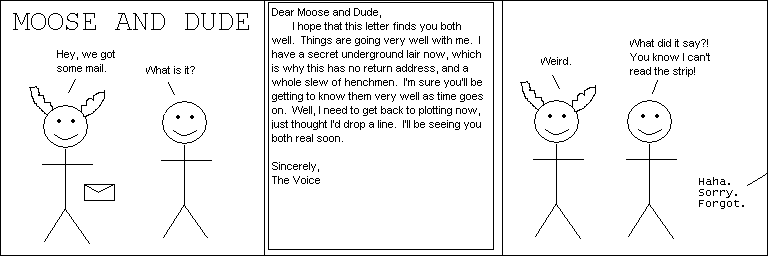 MOOSE AND DUDE
Hey, we got
some mail.
What is it?
Dear Moose and Dude,
I hope that this letter finds you both
well. Things are going very well with me. I
have a secret underground lair now, which
is why this has no return address, and a
whole slew of henchmen. I'm sure you'll be
getting to know them very well as time goes
on. Well, I need to get back to plotting now,
just thought I'd drop a line. I'll be seeing you
both real soon.
Sincerely,
The Voice
Weird.
What did it say?!
You know I can't
read the strip!
Haha.
Sorry.
Forgot.